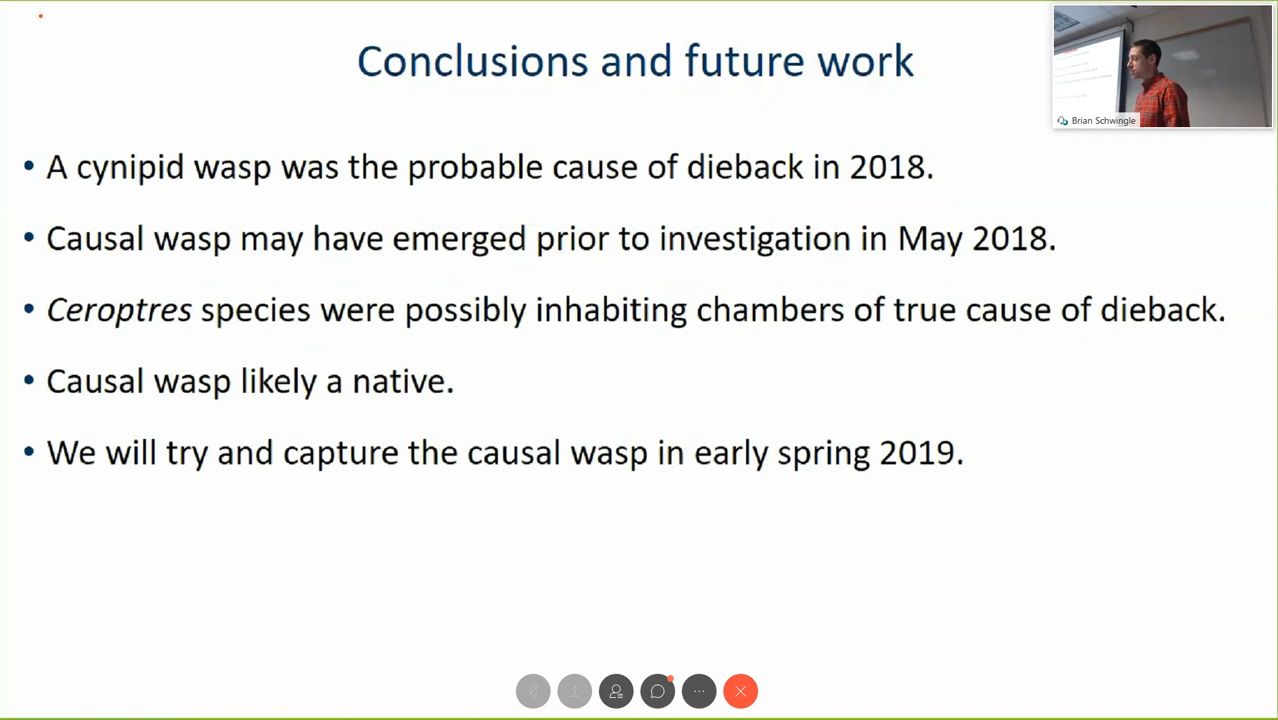 Conclusions and future work
Brian Schwingle
• A cynipid wasp was the probable cause of dieback in 2018.
• Causal wasp may have emerged prior to investigation in May 2018.
• Ceroptres species were possibly inhabiting chambers of true cause of dieback.
• Causal wasp likely a native.
• We will try and capture the causal wasp in early spring 2019.